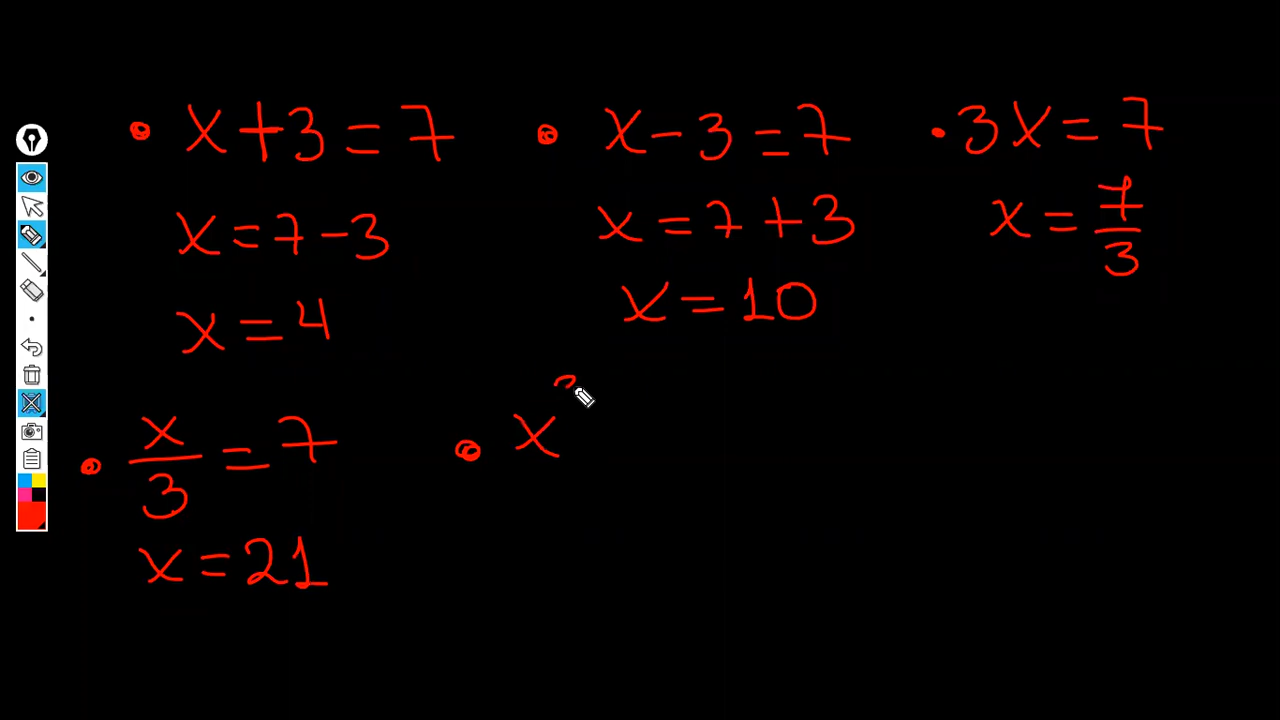 • x + 3 = 7
x = 7 - 3
x = 4
• x - 3 = 7
x = 7 + 3
x = 10
• 3x = 7
x = 7/3
• x/3 = 7
x = 21
• x